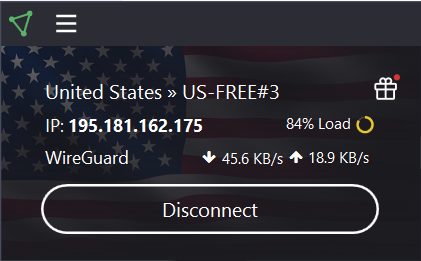 United States » US-FREE#3
IP: 195.181.162.175 84% Load
WireGuard 45.6 KB/s 18.9 KB/s
Disconnect